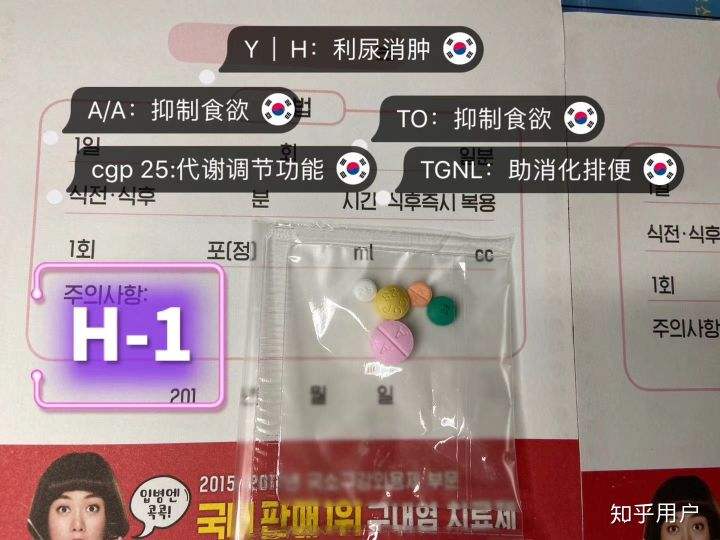 Y | H：利尿消肿
A/A：抑制食欲
법
TO：抑制食欲
1일
회
일분
cgp 25:代谢调节功能
TGNL：助消化排便
식전·식후
분
시간
식후즉시 복용
식전·식후
1회
포(정)
ml
cc
1회
주의사항:
주의사항
H-1
201
월
일
입병엔
콕콕!
2015
국내 판매 1위 구내염 치료제
知乎用户